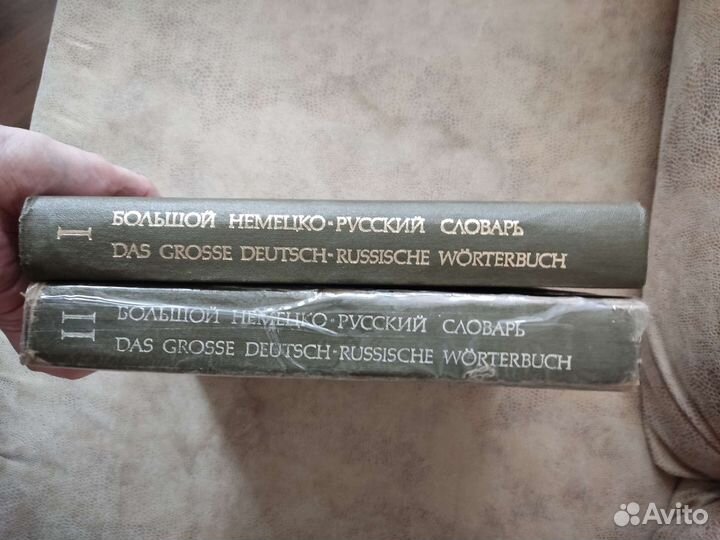 I
БОЛЬШОЙ НЕМЕЦКО-РУССКИЙ СЛОВАРЬ
DAS GROSSE DEUTSCH-RUSSISCHE WÖRTERBUCH
II
БОЛЬШОЙ НЕМЕЦКО-РУССКИЙ СЛОВАРЬ
DAS GROSSE DEUTSCH-RUSSISCHE WÖRTERBUCH
Avito